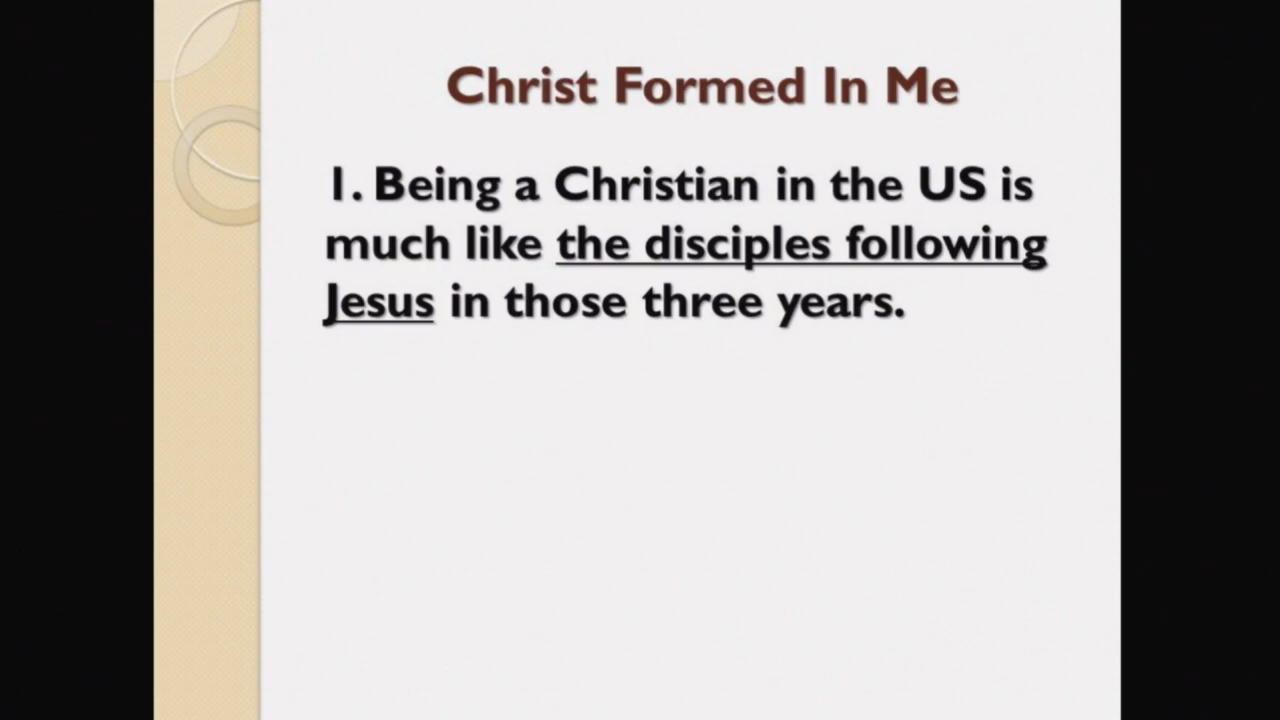 Christ Formed In Me
1. Being a Christian in the US is
much like the disciples following
Jesus in those three years.